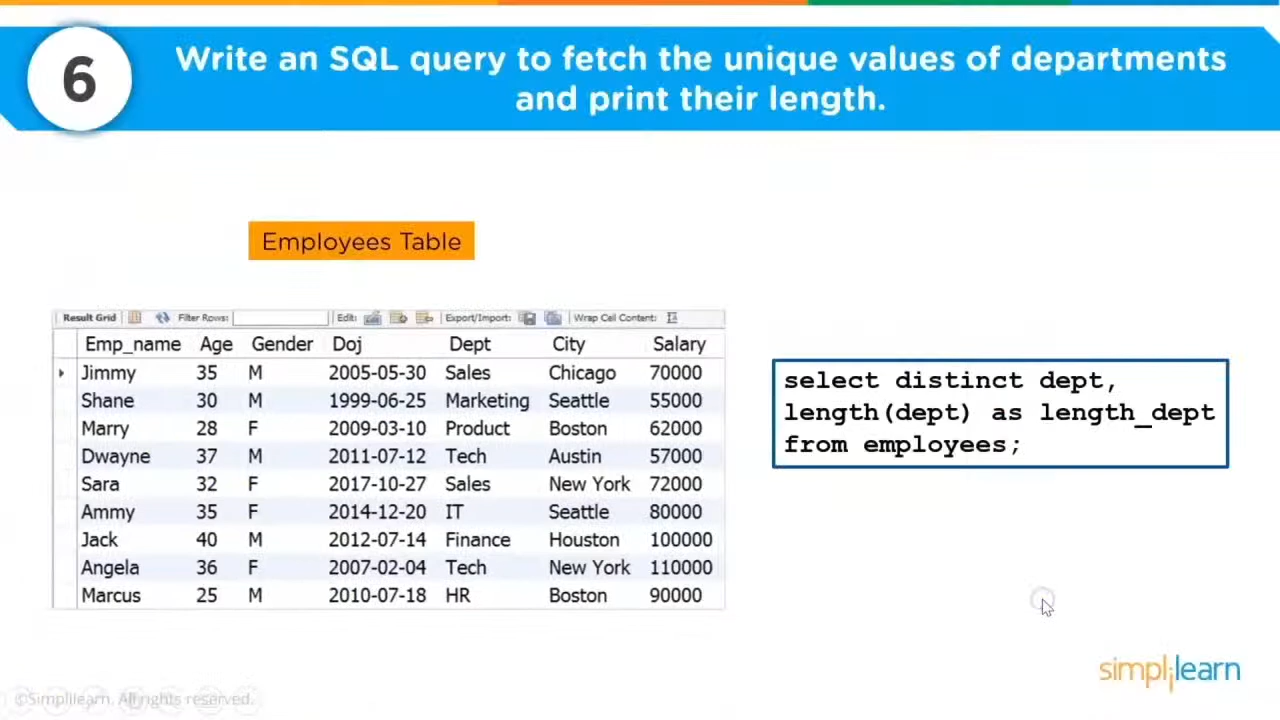 6
Write an SQL query to fetch the unique values of departments
and print their length.
Employees Table
Result Grid Filter Rows: Edit: Export/Import: Wrap Cell Content:
Emp_name Age Gender Doj Dept City Salary
Jimmy 35 M 2005-05-30 Sales Chicago 70000
Shane 30 M 1999-06-25 Marketing Seattle 55000
Marry 28 F 2009-03-10 Product Boston 62000
Dwayne 37 M 2011-07-12 Tech Austin 57000
Sara 32 F 2017-10-27 Sales New York 72000
Ammy 35 F 2014-12-20 IT Seattle 80000
Jack 40 M 2012-07-14 Finance Houston 100000
Angela 36 F 2007-02-04 Tech New York 110000
Marcus 25 M 2010-07-18 HR Boston 90000
select distinct dept,
length(dept) as length_dept
from employees;
simplilearn
©Simplilearn. All rights reserved.